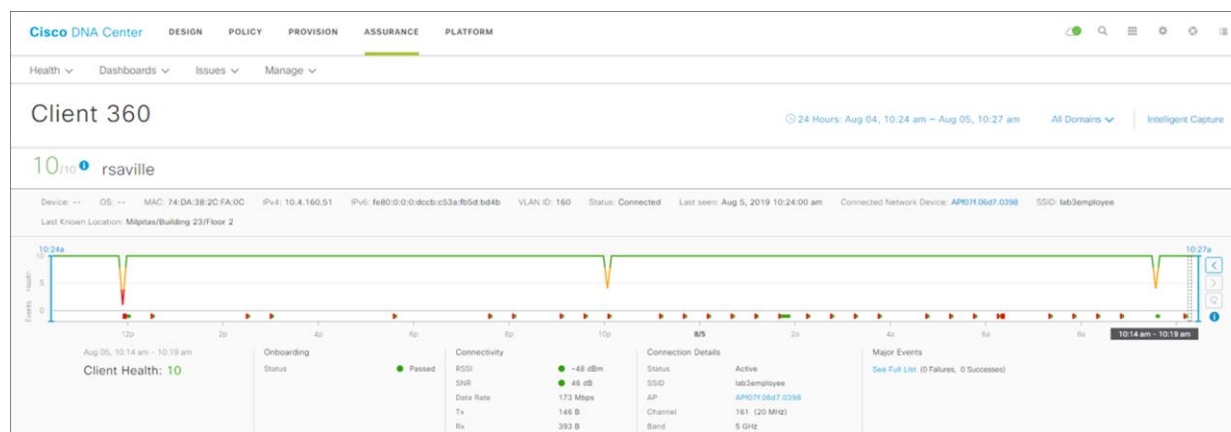 Cisco DNA Center DESIGN POLICY PROVISION ASSURANCE PLATFORM
Health Dashboards Issues Manage
Client 360
24 Hours: Aug 04, 10:24 am – Aug 05, 10:27 am All Domains Intelligent Capture
10/10 rsaville
Device: -- OS: -- MAC: 74:DA:38:2C:FA:0C IPv4: 10.4.160.51 IPv6: fe80:0:0:0:dccb:c53a:fb5d:bd4b VLAN ID: 160 Status: Connected Last seen: Aug 5, 2019 10:24:00 am Connected Network Device: APf07f.06d7.0398 SSID: lab3employee
Last Known Location: Milpitas/Building 23/Floor 2
10:24a 10:27a
10
Health 5
Events 0
12p 2p 4p 6p 8p 10p 8/5 2a 4a 6a 8a 10:14 am - 10:19 am
Aug 05, 10:14 am - 10:19 am Onboarding Connectivity Connection Details Major Events
Client Health: 10 Status Passed RSSI -48 dBm Status Active See Full List (0 Failures, 0 Successes)
SNR 46 dB SSID lab3employee
Data Rate 173 Mbps AP APf07f.06d7.0398
Tx 146 B Channel 161 (20 MHz)
Rx 393 B Band 5 GHz